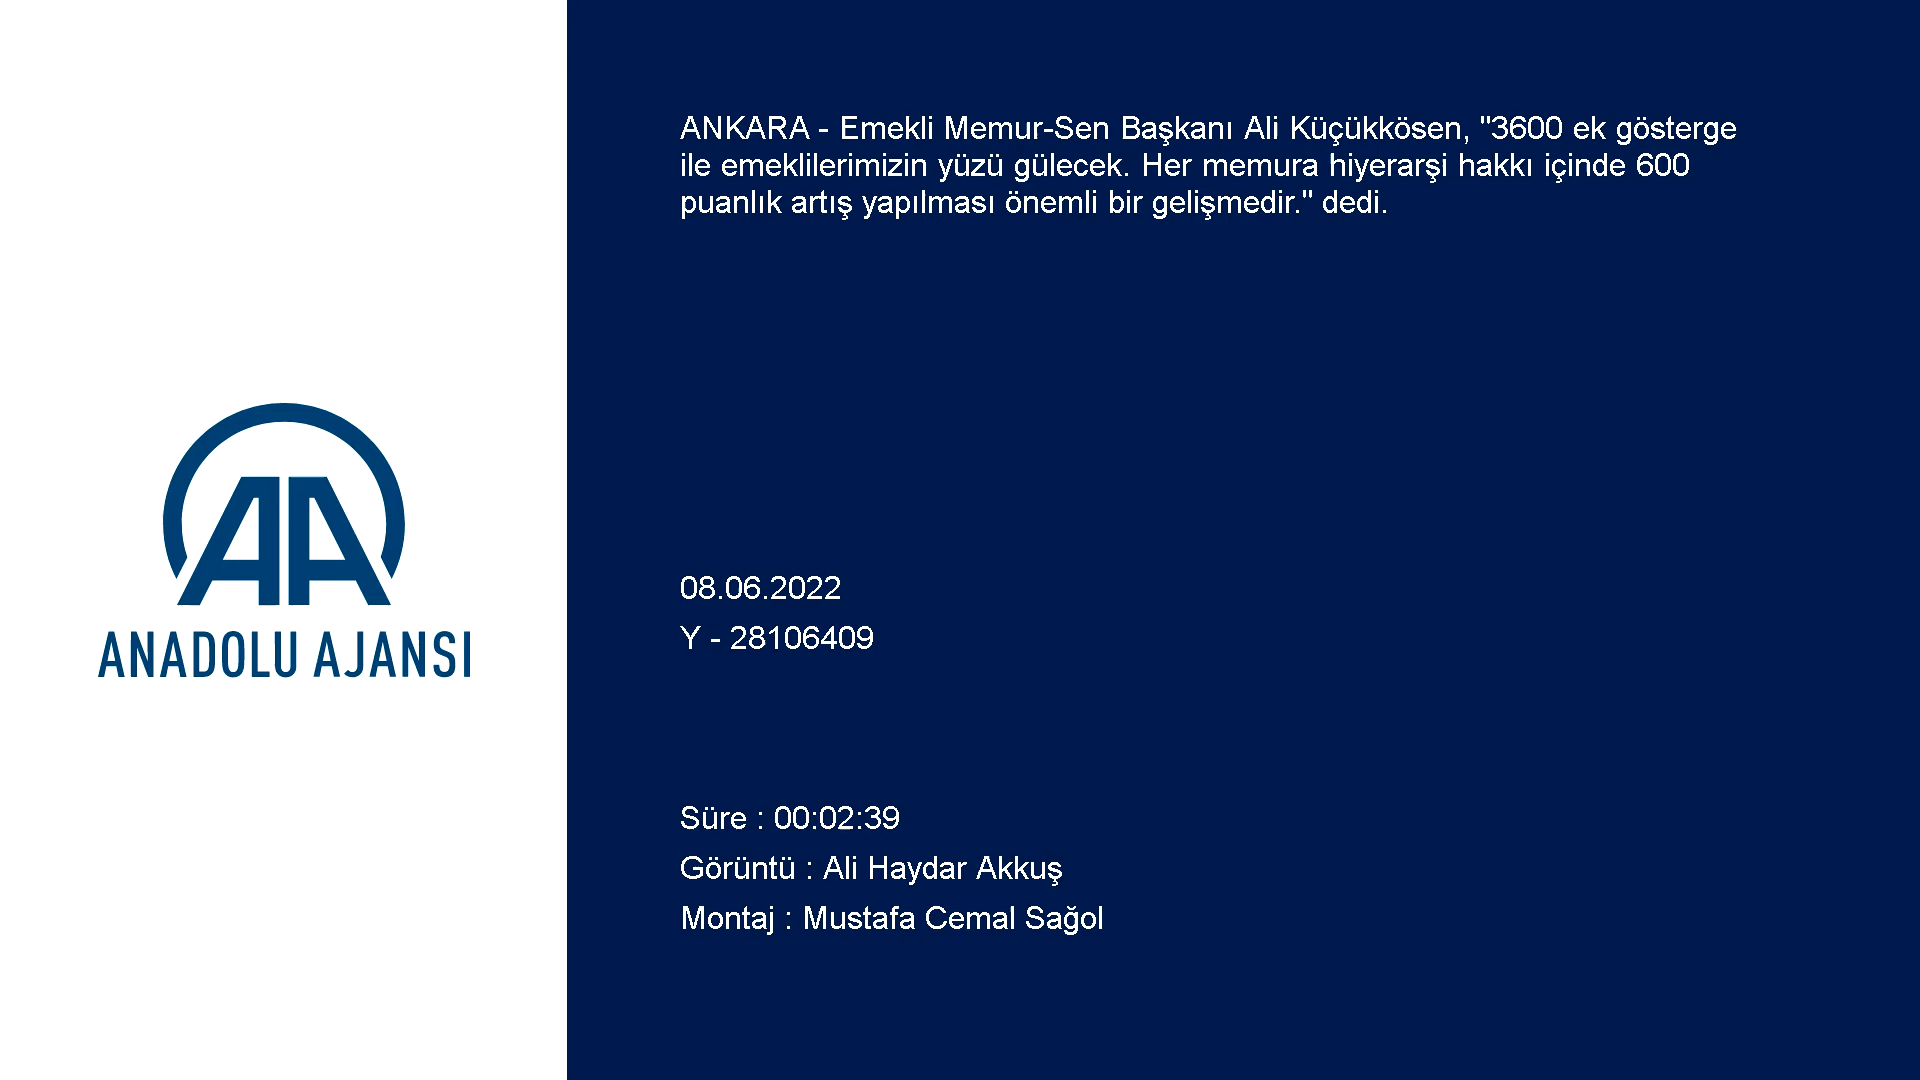 ANKARA - Emekli Memur-Sen Başkanı Ali Küçükkösen, "3600 ek gösterge
ile emeklilerimizin yüzü gülecek. Her memura hiyerarşi hakkı içinde 600
puanlık artış yapılması önemli bir gelişmedir." dedi.
AA
ANADOLU AJANSI
08.06.2022
Y - 28106409
Süre : 00:02:39
Görüntü : Ali Haydar Akkuş
Montaj : Mustafa Cemal Sağol